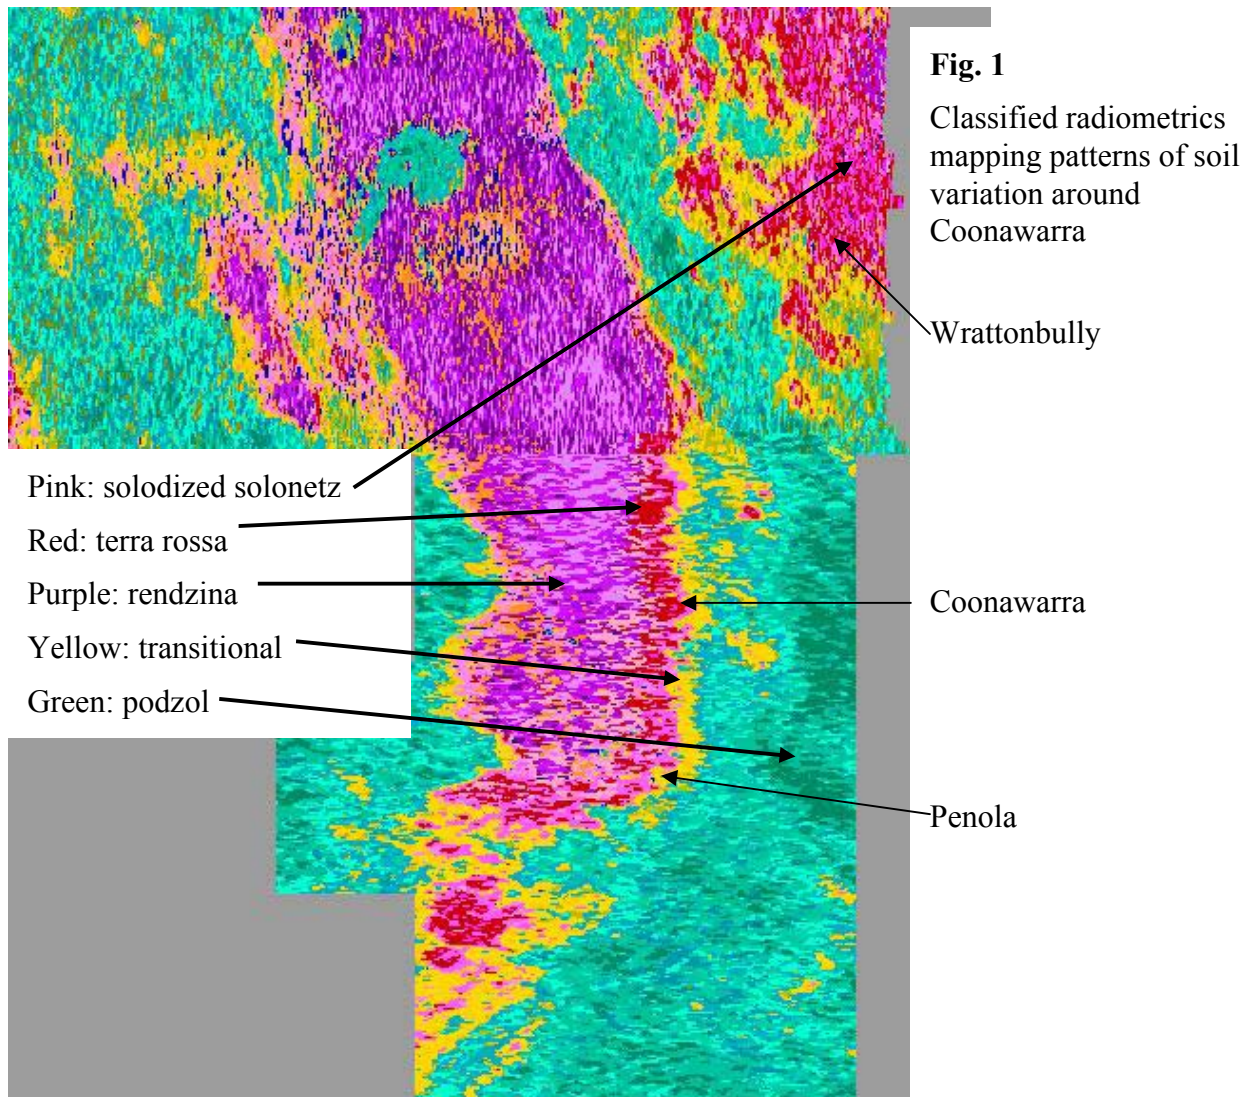 Fig. 1
Classified radiometrics
mapping patterns of soil
variation around
Coonawarra
Wrattonbully
Pink: solodized solonetz
Red: terra rossa
Purple: rendzina
Yellow: transitional
Green: podzol
Coonawarra
Penola